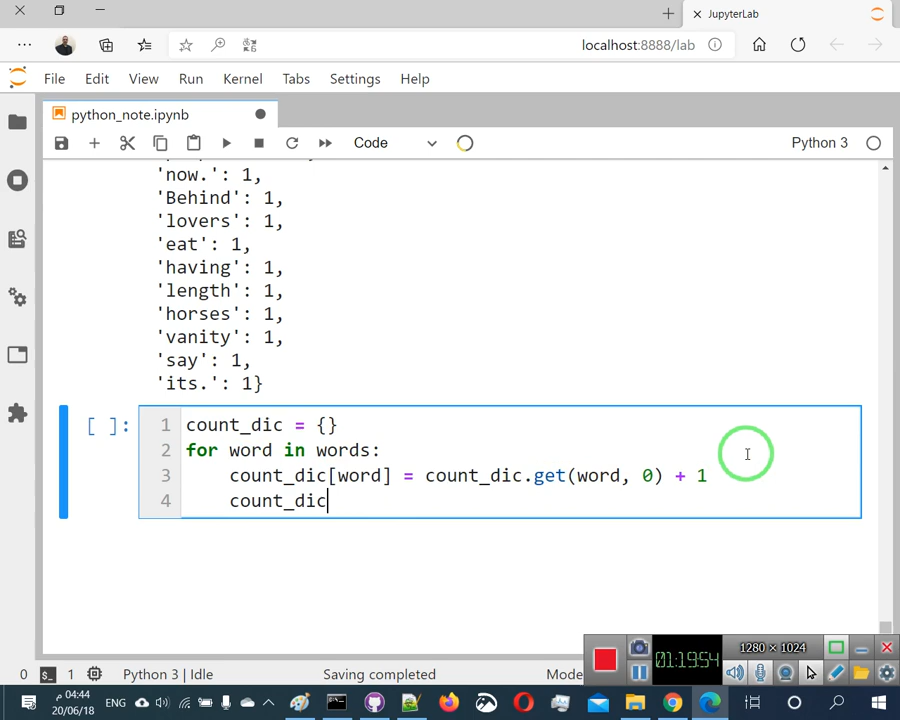 JupyterLab
localhost:8888/lab
File Edit View Run Kernel Tabs Settings Help
python_note.ipynb
Code Python 3
'now.': 1,
'Behind': 1,
'lovers': 1,
'eat': 1,
'having': 1,
'length': 1,
'horses': 1,
'vanity': 1,
'say': 1,
'its.': 1}
[ ]: 1 count_dic = {}
2 for word in words:
3 count_dic[word] = count_dic.get(word, 0) + 1
4 count_dic
1280 × 1024
01:19:54
0 1 Python 3 | Idle Saving completed Mode
04:44 م
ENG
20/06/18